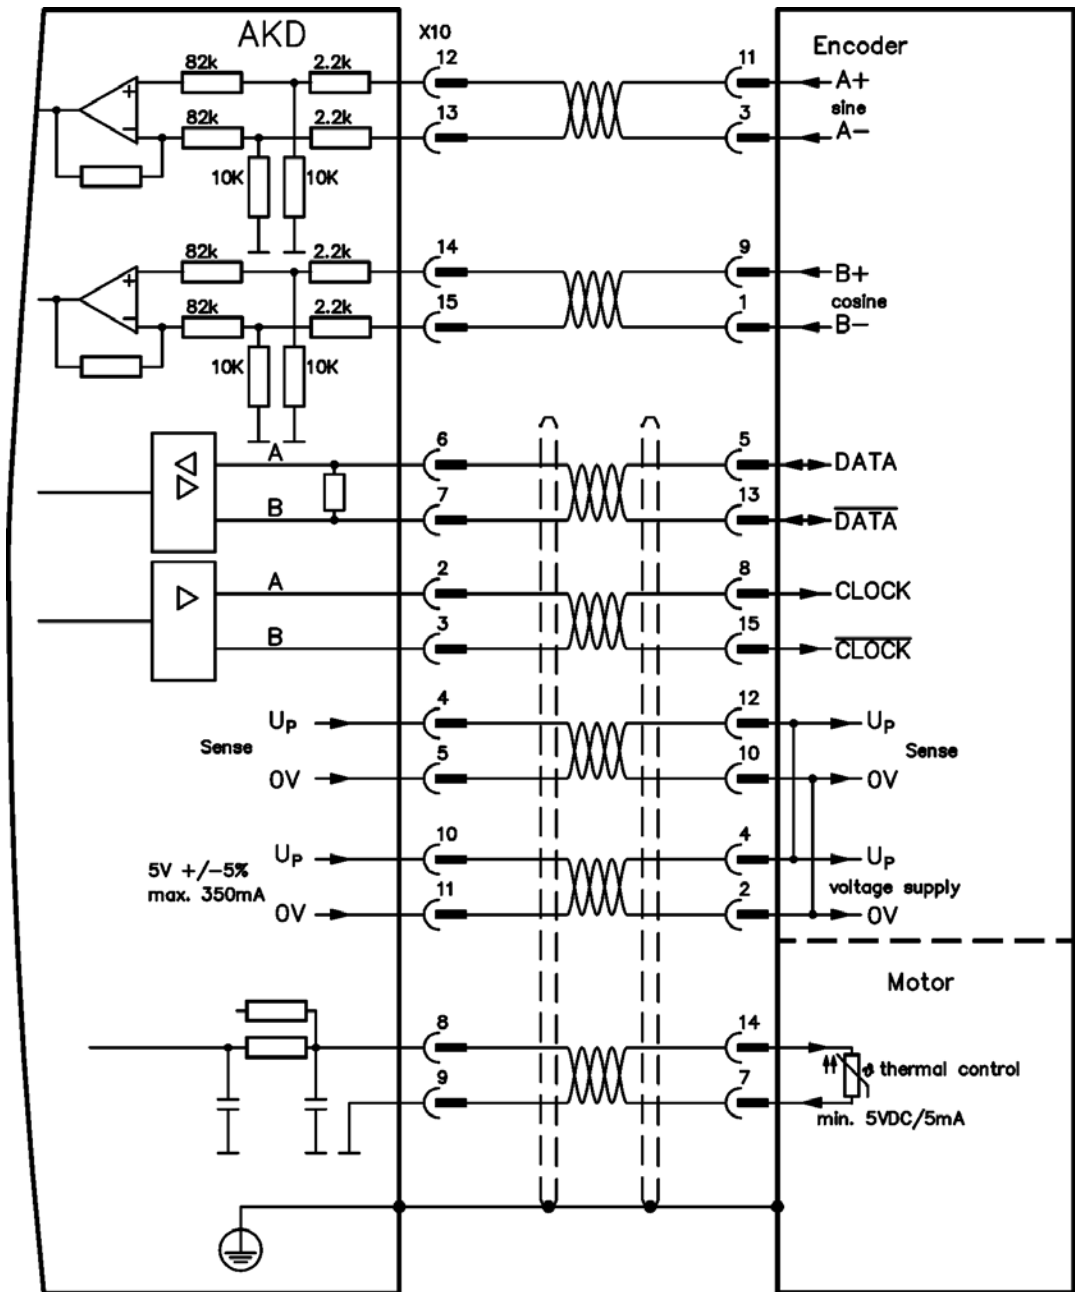 AKD X10 Encoder
82k 2.2k 12 11 A+
sine
82k 2.2k 13 3 A-
10K 10K
82k 2.2k 14 9 B+
cosine
82k 2.2k 15 1 B-
10K 10K
A 6 5 DATA
B 7 13 DATA
A 2 8 CLOCK
B 3 15 CLOCK
UP 4 12 UP
Sense Sense
0V 5 10 0V
UP 10 4 UP
5V +/-5%
max. 350mA
voltage supply
0V 11 2 0V
Motor
8 14
ϑ thermal control
9 7
min. 5VDC/5mA